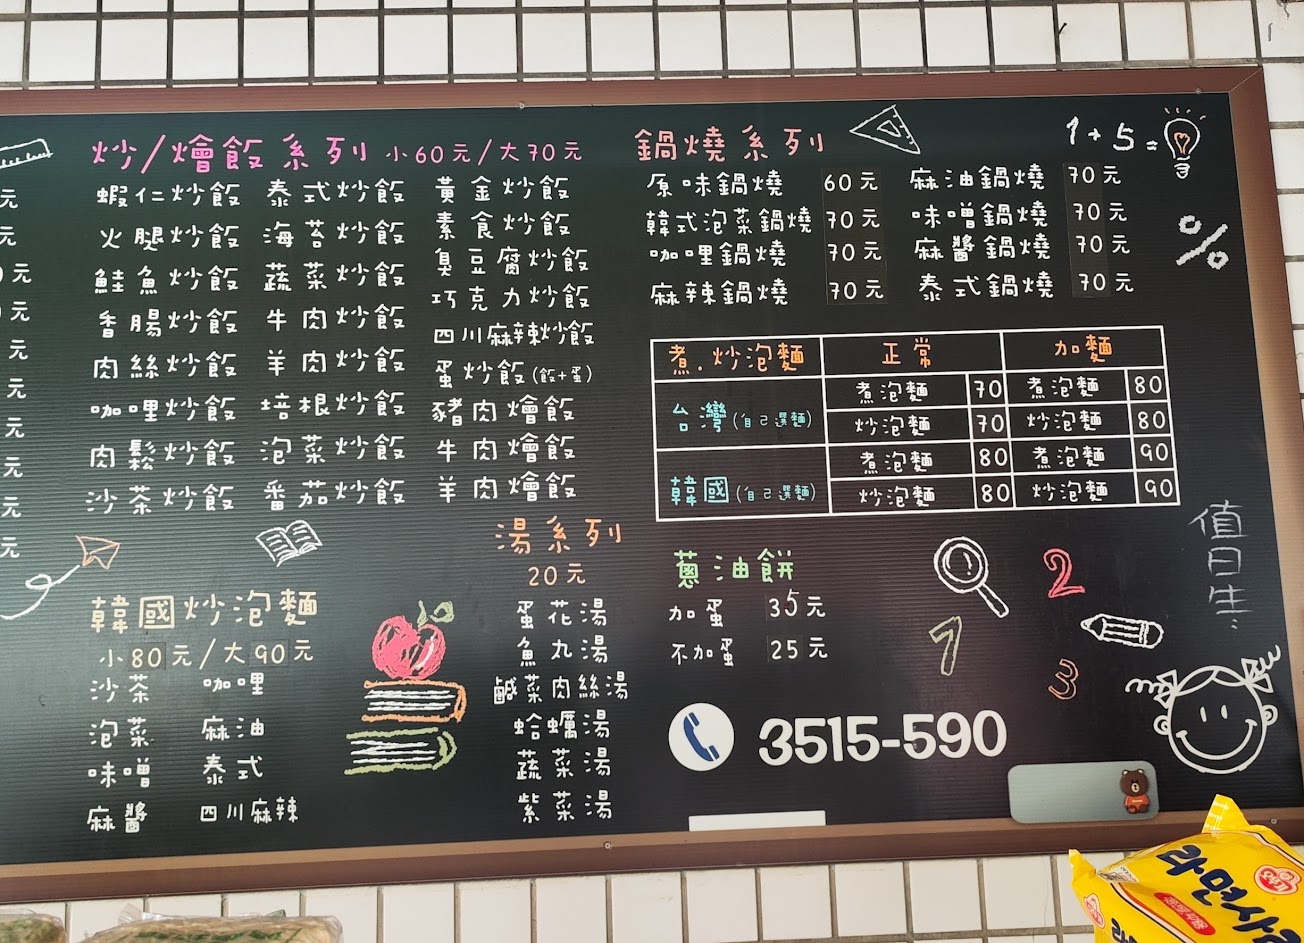 元
元
元
元
元
元
元
元
元
元
炒/燴飯系列 小60元/大70元
蝦仁炒飯 泰式炒飯 黃金炒飯
火腿炒飯 海苔炒飯 素食炒飯
鮭魚炒飯 蔬菜炒飯 臭豆腐炒飯
香腸炒飯 牛肉炒飯 巧克力炒飯
肉絲炒飯 羊肉炒飯 四川麻辣炒飯
咖哩炒飯 培根炒飯 蛋炒飯(飯+蛋)
肉鬆炒飯 泡菜炒飯 豬肉燴飯
沙茶炒飯 番茄炒飯 牛肉燴飯
羊肉燴飯
鍋燒系列
原味鍋燒 60元 麻油鍋燒 70元
韓式泡菜鍋燒 70元 味噌鍋燒 70元
咖哩鍋燒 70元 麻醬鍋燒 70元
麻辣鍋燒 70元 泰式鍋燒 70元
1+5=
%
煮.炒泡麵 正常 加麵
台灣(自己選麵) 煮泡麵 70 煮泡麵 80
炒泡麵 70 炒泡麵 80
韓國(自己選麵) 煮泡麵 80 煮泡麵 90
炒泡麵 80 炒泡麵 90
韓國炒泡麵
小80元/大90元
沙茶 咖哩
泡菜 麻油
味噌 泰式
麻醬 四川麻辣
湯系列
20元
蛋花湯
魚丸湯
鹹菜肉絲湯
蛤蠣湯
蔬菜湯
紫菜湯
蔥油餅
加蛋 35元
不加蛋 25元
3515-590
1
2
3
值日生:
라면사리